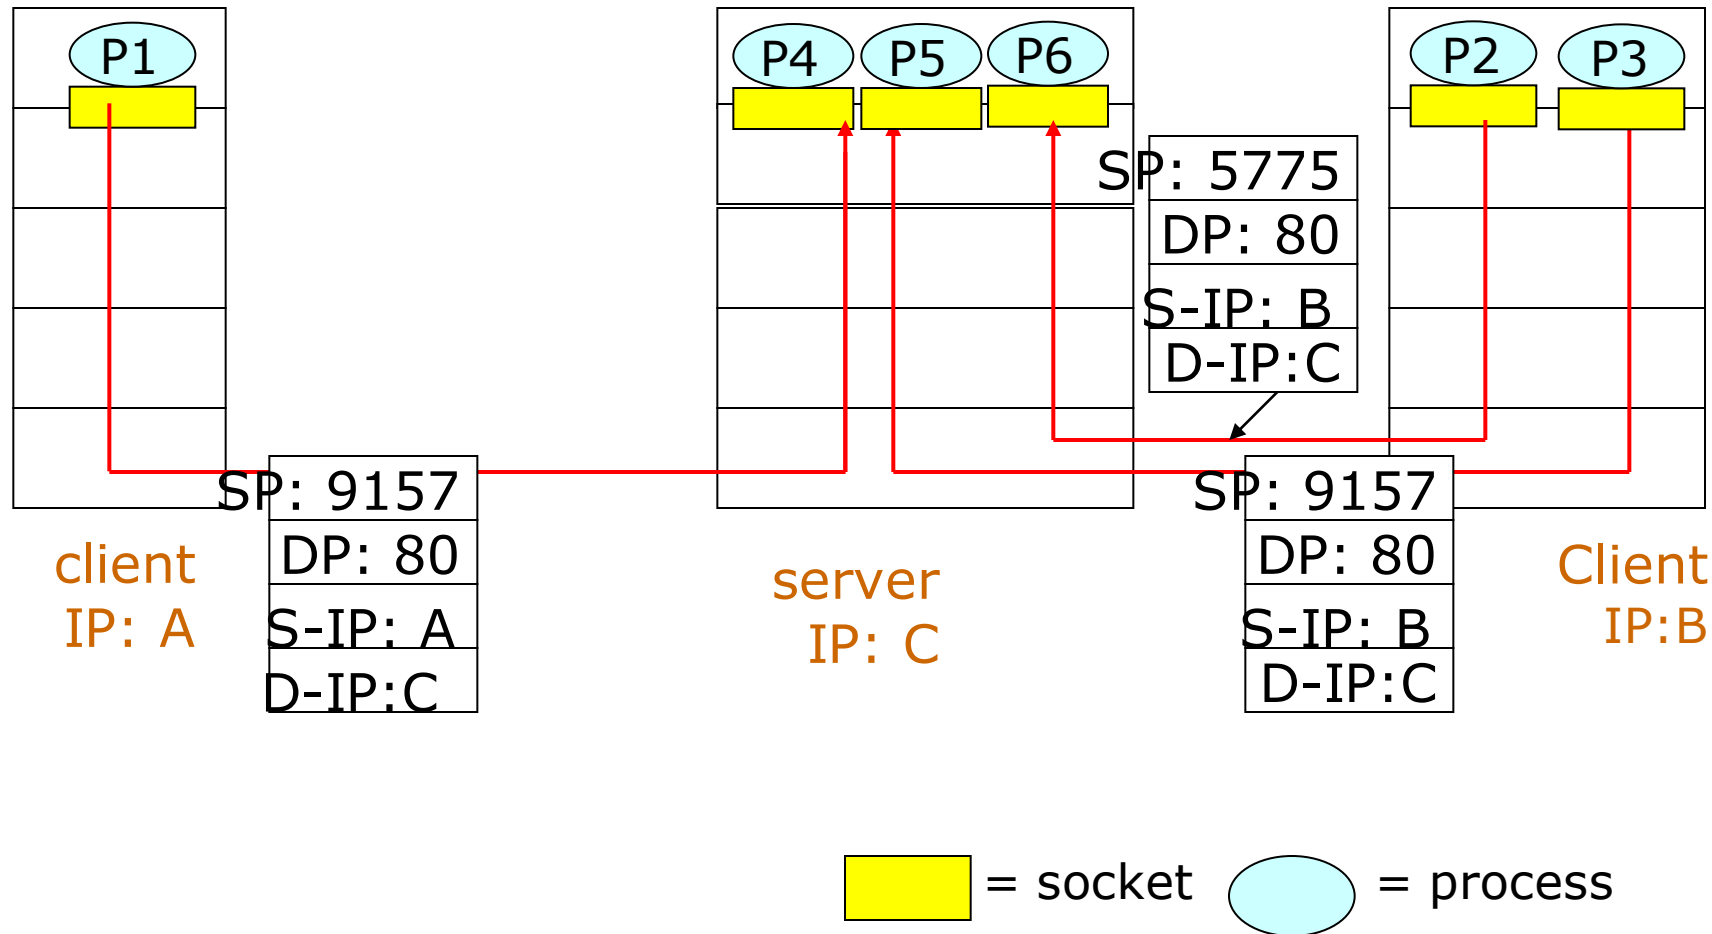 P1
P4
P5
P6
P2
P3
SP: 5775
DP: 80
S-IP: B
D-IP:C
SP: 9157
DP: 80
S-IP: A
D-IP:C
SP: 9157
DP: 80
S-IP: B
D-IP:C
client
IP: A
server
IP: C
Client
IP:B
= socket
= process